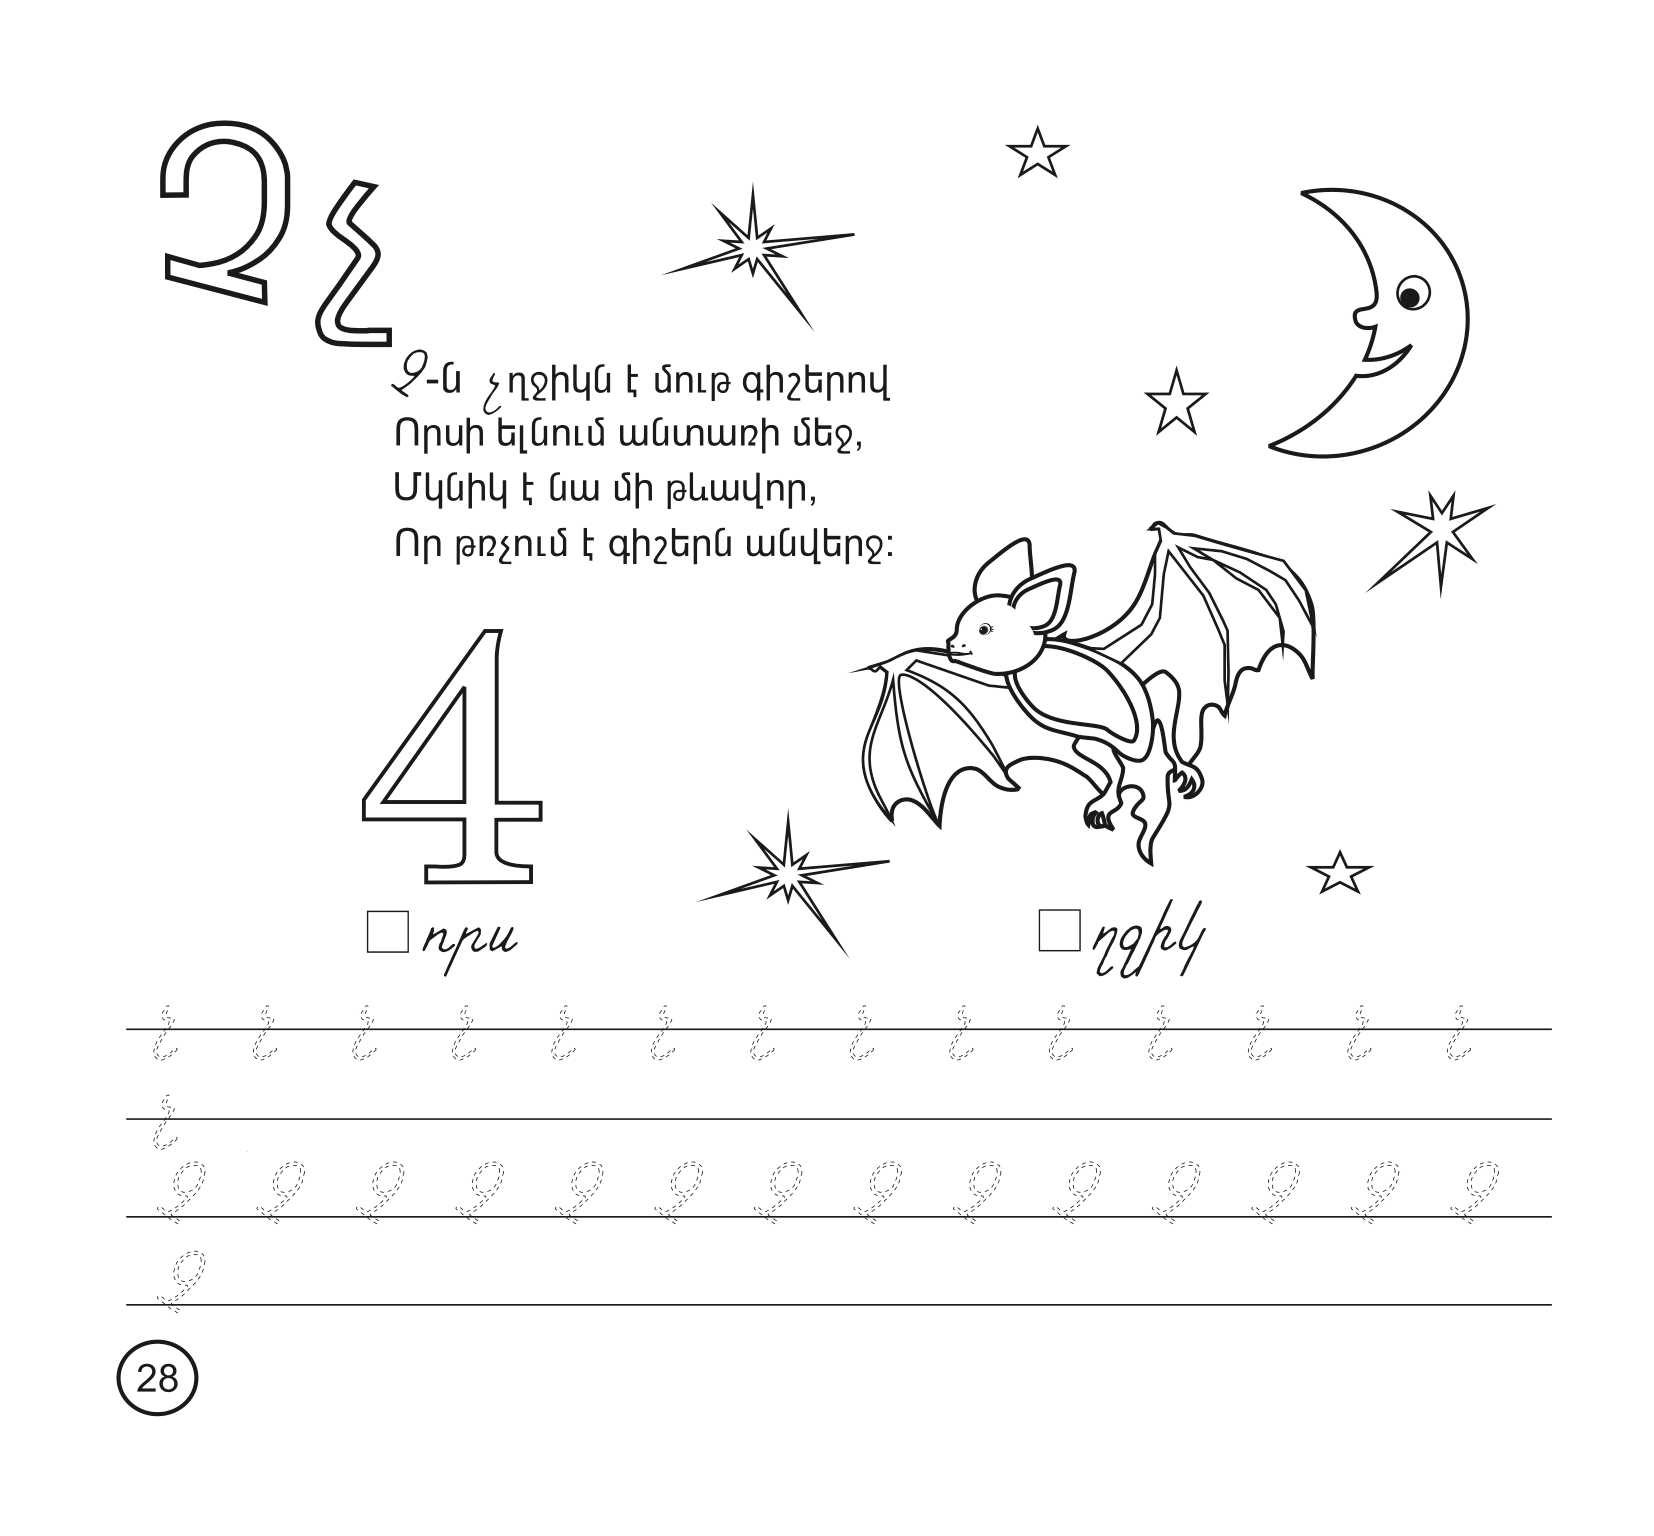 Չչ
Չ-ն չղջիկն է մութ գիշերով
Որսի ելնում անտառի մեջ,
Մկնիկ է նա մի թևավոր,
Որ թռչում է գիշերն անվերջ:
4
□որս □ղջիկ
չ չ չ չ չ չ չ չ չ չ չ չ չ չ
չ
Չ Չ Չ Չ Չ Չ Չ Չ Չ Չ Չ Չ Չ Չ
Չ
28